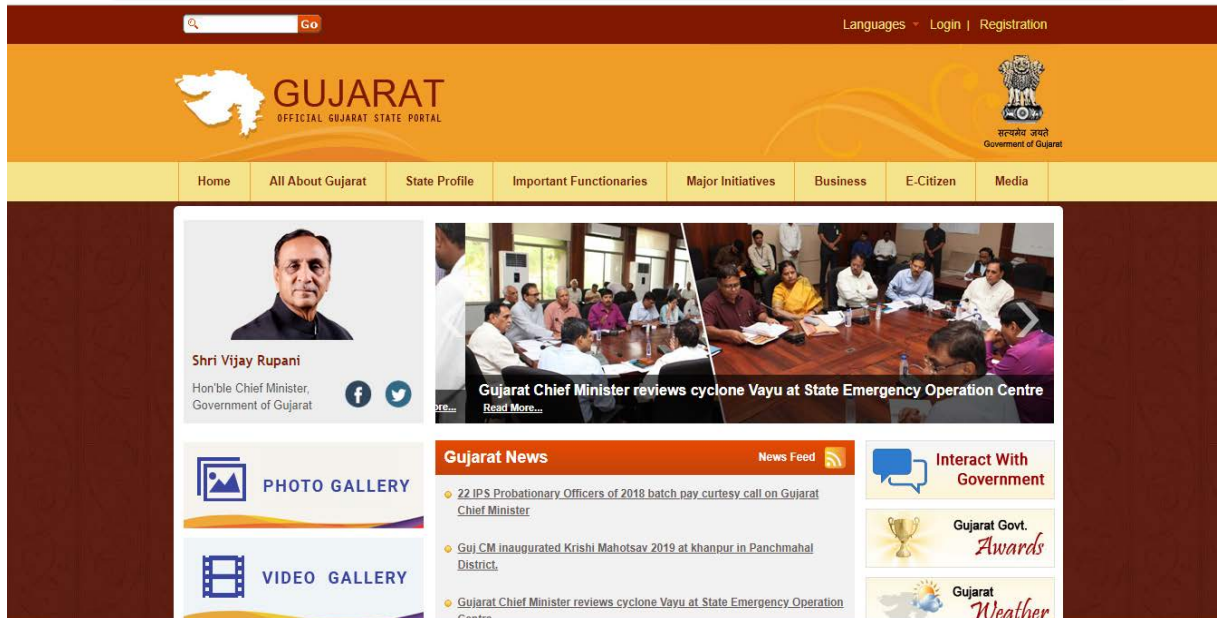 Go
Languages Login | Registration
GUJARAT
OFFICIAL GUJARAT STATE PORTAL
सत्यमेव जयते
Goverment of Gujarat
Home All About Gujarat State Profile Important Functionaries Major Initiatives Business E-Citizen Media
Shri Vijay Rupani
Hon'ble Chief Minister,
Government of Gujarat
Gujarat Chief Minister reviews cyclone Vayu at State Emergency Operation Centre
ore... Read More...
PHOTO GALLERY
VIDEO GALLERY
Gujarat News News Feed
22 IPS Probationary Officers of 2018 batch pay curtesy call on Gujarat
Chief Minister
Guj CM inaugurated Krishi Mahotsav 2019 at khanpur in Panchmahal
District.
Gujarat Chief Minister reviews cyclone Vayu at State Emergency Operation
Centre
Interact With
Government
Gujarat Govt.
Awards
Gujarat
Weather